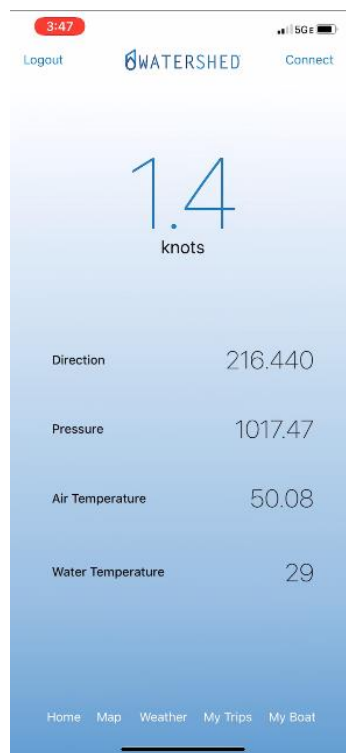 3:47 5GE
Logout WATERSHED Connect
1.4
knots
Direction 216.440
Pressure 1017.47
Air Temperature 50.08
Water Temperature 29
Home Map Weather My Trips My Boat